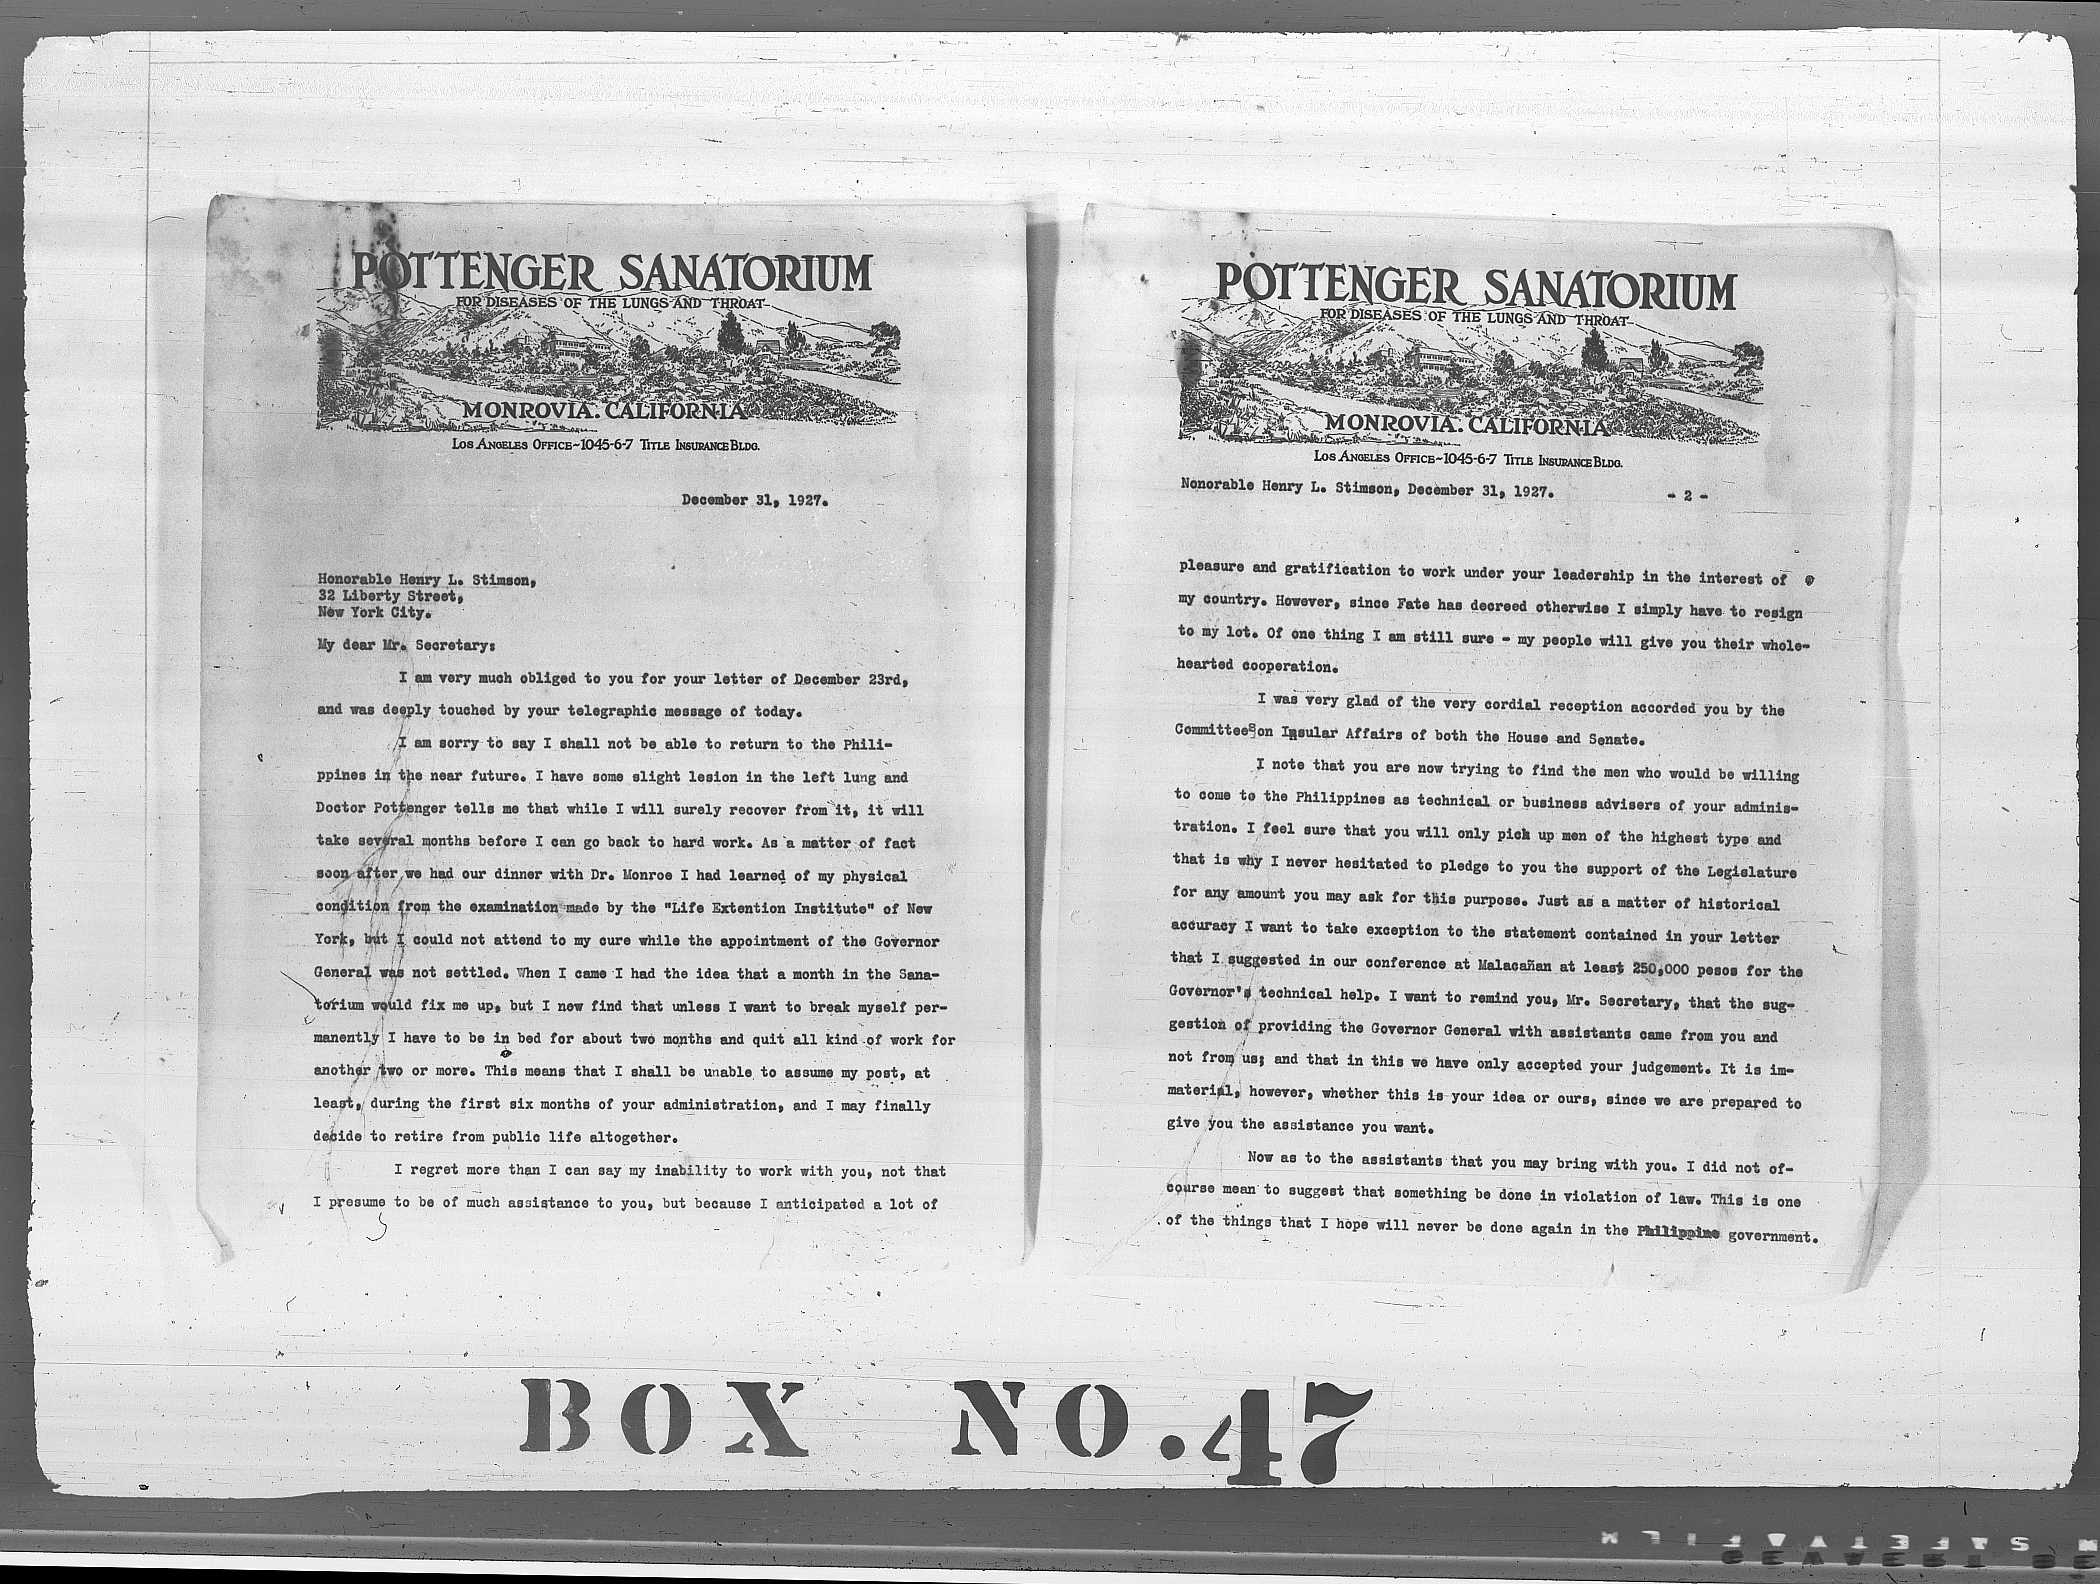 POTTENGER SANATORIUM
FOR DISEASES OF THE LUNGS AND THROAT
MONROVIA. CALIFORNIA
LOS ANGELES OFFICE~1045-6-7 TITLE INSURANCE BLDG.
December 31, 1927.
Honorable Henry L. Stimson,
32 Liberty Street,
New York City.
My dear Mr. Secretary:
I am very much obliged to you for your letter of December 23rd,
and was deeply touched by your telegraphic message of today.
I am sorry to say I shall not be able to return to the Phili-
ppines in the near future. I have some slight lesion in the left lung and
Doctor Pottenger tells me that while I will surely recover from it, it will
take several months before I can go back to hard work. As a matter of fact
soon after we had our dinner with Dr. Monroe I had learned of my physical
condition from the examination made by the "Life Extention Institute" of New
York, but I could not attend to my cure while the appointment of the Governor
General was not settled. When I came I had the idea that a month in the Sana-
torium would fix me up, but I now find that unless I want to break myself per-
manently I have to be in bed for about two months and quit all kind of work for
another two or more. This means that I shall be unable to assume my post, at
least, during the first six months of your administration, and I may finally
decide to retire from public life altogether.
I regret more than I can say my inability to work with you, not that
I presume to be of much assistance to you, but because I anticipated a lot of
POTTENGER SANATORIUM
FOR DISEASES OF THE LUNGS AND THROAT
MONROVIA. CALIFORNIA
LOS ANGELES OFFICE~1045-6-7 TITLE INSURANCE BLDG.
Nonorable Henry L. Stimson, December 31, 1927. - 2 -
pleasure and gratification to work under your leadership in the interest of
my country. However, since Fate has decreed otherwise I simply have to resign
to my lot. Of one thing I am still sure - my people will give you their whole-
hearted cooperation.
I was very glad of the very cordial reception accorded you by the
Committees on Insular Affairs of both the House and Senate.
I note that you are now trying to find the men who would be willing
to come to the Philippines as technical or business advisers of your adminis-
tration. I feel sure that you will only pick up men of the highest type and
that is why I never hesitated to pledge to you the support of the Legislature
for any amount you may ask for this purpose. Just as a matter of historical
accuracy I want to take exception to the statement contained in your letter
that I suggested in our conference at Malacañan at least 250,000 pesos for the
Governor's technical help. I want to remind you, Mr. Secretary, that the sug-
gestion of providing the Governor General with assistants came from you and
not from us; and that in this we have only accepted your judgement. It is im-
material, however, whether this is your idea or ours, since we are prepared to
give you the assistance you want.
Now as to the assistants that you may bring with you. I did not of-
course mean to suggest that something be done in violation of law. This is one
of the things that I hope will never be done again in the Philippine government.
BOX NO. 47